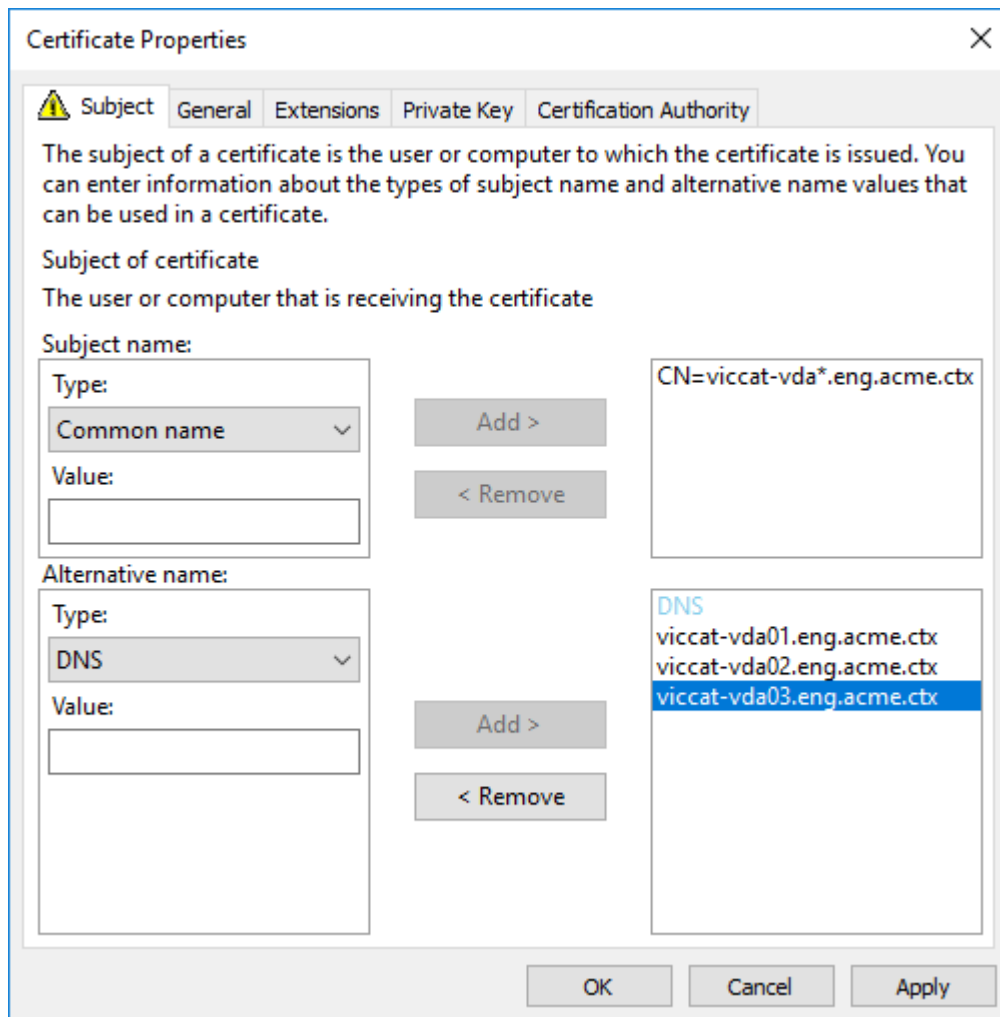 Certificate Properties
Subject General Extensions Private Key Certification Authority
The subject of a certificate is the user or computer to which the certificate is issued. You
can enter information about the types of subject name and alternative name values that
can be used in a certificate.
Subject of certificate
The user or computer that is receiving the certificate
Subject name:
Type:
Common name
Value:
Add >
< Remove
CN=viccat-vda*.eng.acme.ctx
Alternative name:
Type:
DNS
Value:
Add >
< Remove
DNS
viccat-vda01.eng.acme.ctx
viccat-vda02.eng.acme.ctx
viccat-vda03.eng.acme.ctx
OK Cancel Apply